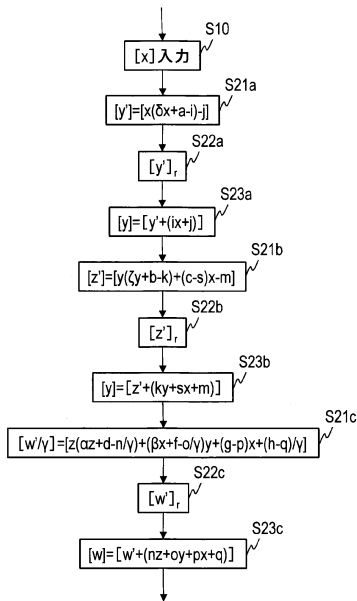 S10
[x]入力
S21a
[y']=[x(δx+a-i)-j]
S22a
[y']r
S23a
[y]=[y'+(ix+j)]
S21b
[z']=[y(ζy+b-k)+(c-s)x-m]
S22b
[z']r
S23b
[y]=[z'+(ky+sx+m)]
S21c
[w'/γ]=[z(αz+d-n/γ)+(βx+f-o/γ)y+(g-p)x+(h-q)/γ]
S22c
[w']r
S23c
[w]=[w'+(nz+oy+px+q)]